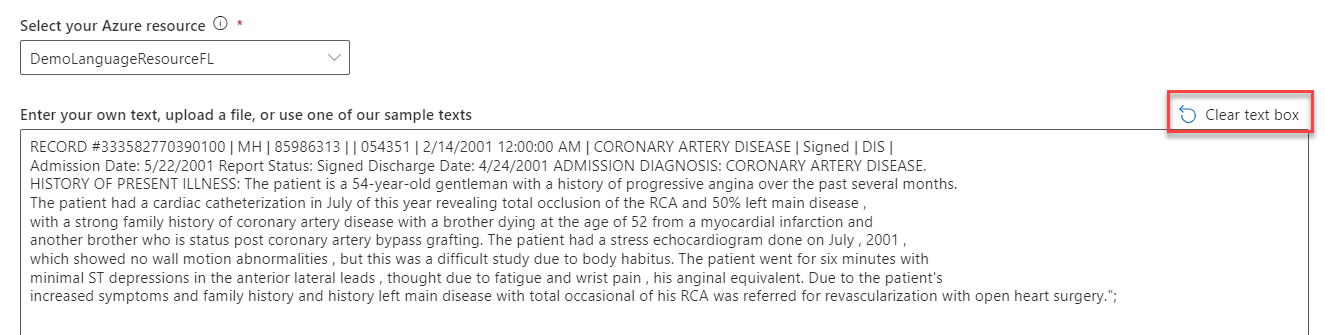 Select your Azure resource *
DemoLanguageResourceFL
Enter your own text, upload a file, or use one of our sample texts
Clear text box
RECORD #333582770390100 | MH | 85986313 | | 054351 | 2/14/2001 12:00:00 AM | CORONARY ARTERY DISEASE | Signed | DIS |
Admission Date: 5/22/2001 Report Status: Signed Discharge Date: 4/24/2001 ADMISSION DIAGNOSIS: CORONARY ARTERY DISEASE.
HISTORY OF PRESENT ILLNESS: The patient is a 54-year-old gentleman with a history of progressive angina over the past several months.
The patient had a cardiac catheterization in July of this year revealing total occlusion of the RCA and 50% left main disease ,
with a strong family history of coronary artery disease with a brother dying at the age of 52 from a myocardial infarction and
another brother who is status post coronary artery bypass grafting. The patient had a stress echocardiogram done on July , 2001 ,
which showed no wall motion abnormalities , but this was a difficult study due to body habitus. The patient went for six minutes with
minimal ST depressions in the anterior lateral leads , thought due to fatigue and wrist pain , his anginal equivalent. Due to the patient's
increased symptoms and family history and history left main disease with total occasional of his RCA was referred for revascularization with open heart surgery.";